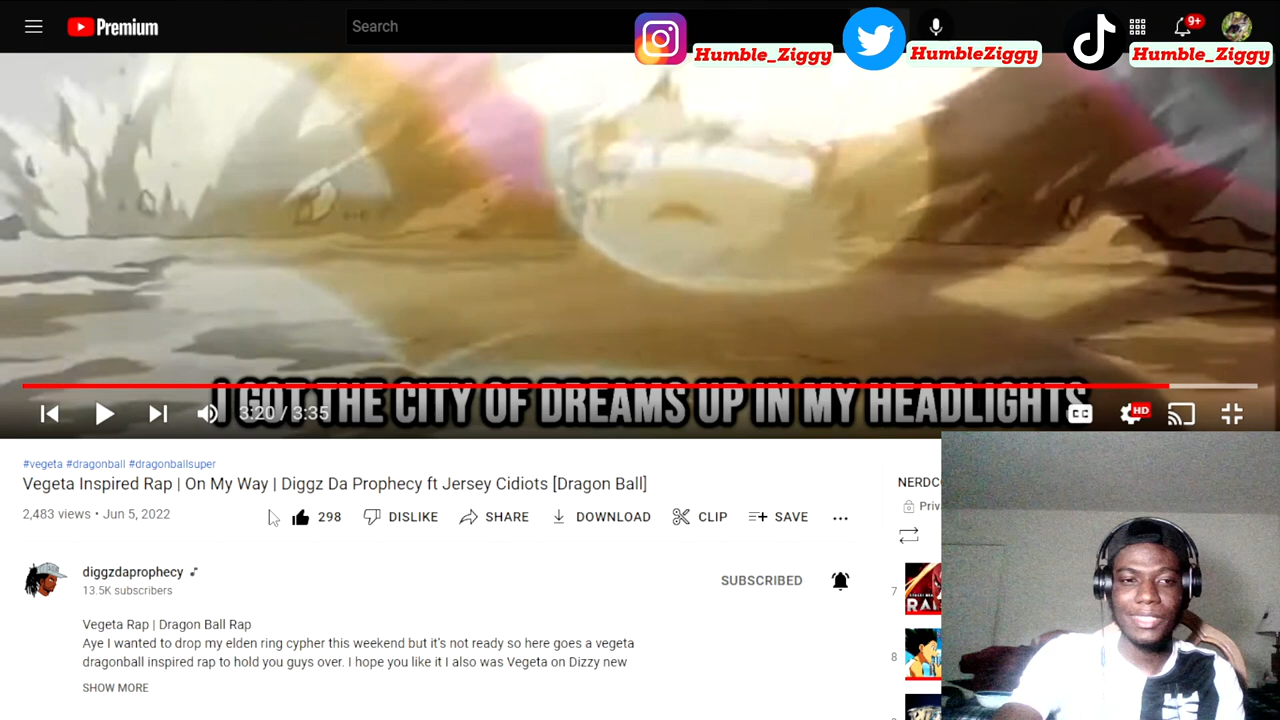 Premium
Search
9+
Humble_Ziggy
HumbleZiggy
Humble_Ziggy
I GOT THE CITY OF DREAMS UP IN MY HEADLIGHTS
3:20 / 3:35
CC
HD
#vegeta #dragonball #dragonballsuper
Vegeta Inspired Rap | On My Way | Diggz Da Prophecy ft Jersey Cidiots [Dragon Ball]
2,483 views • Jun 5, 2022
298
DISLIKE
SHARE
DOWNLOAD
CLIP
SAVE
NERDC
Priv
diggzdaprophecy
13.5K subscribers
SUBSCRIBED
7
Vegeta Rap | Dragon Ball Rap
Aye I wanted to drop my elden ring cypher this weekend but it's not ready so here goes a vegeta
dragonball inspired rap to hold you guys over. I hope you like it I also was Vegeta on Dizzy new
SHOW MORE
8